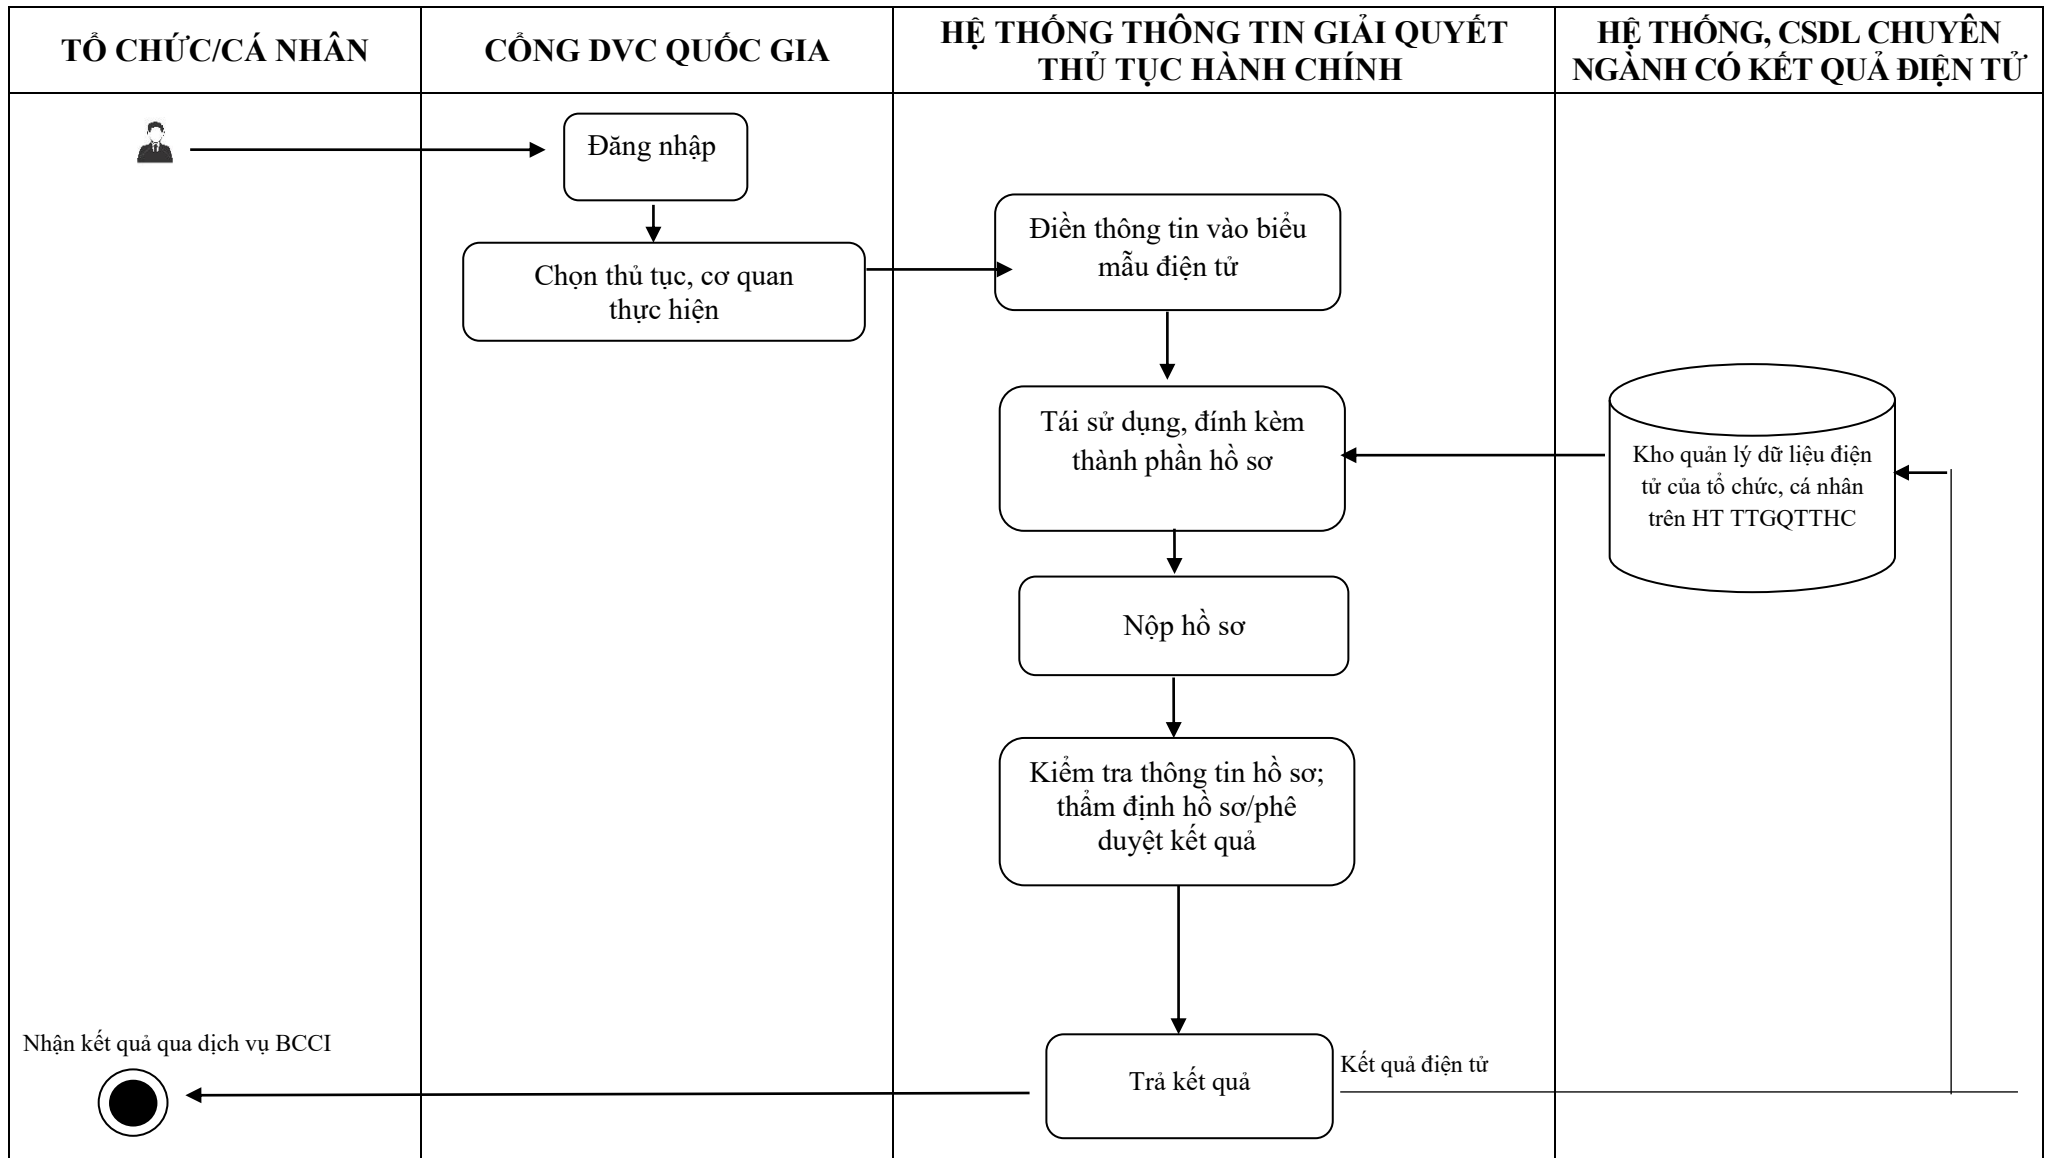 TỔ CHỨC/CÁ NHÂN
CỔNG DVC QUỐC GIA
HỆ THỐNG THÔNG TIN GIẢI QUYẾT
THỦ TỤC HÀNH CHÍNH
HỆ THỐNG, CSDL CHUYÊN
NGÀNH CÓ KẾT QUẢ ĐIỆN TỬ
Đăng nhập
Chọn thủ tục, cơ quan
thực hiện
Điền thông tin vào biểu
mẫu điện tử
Tái sử dụng, đính kèm
thành phần hồ sơ
Kho quản lý dữ liệu điện
tử của tổ chức, cá nhân
trên HT TTGQTTHC
Nộp hồ sơ
Kiểm tra thông tin hồ sơ;
thẩm định hồ sơ/phê
duyệt kết quả
Nhận kết quả qua dịch vụ BCCI
Trả kết quả
Kết quả điện tử